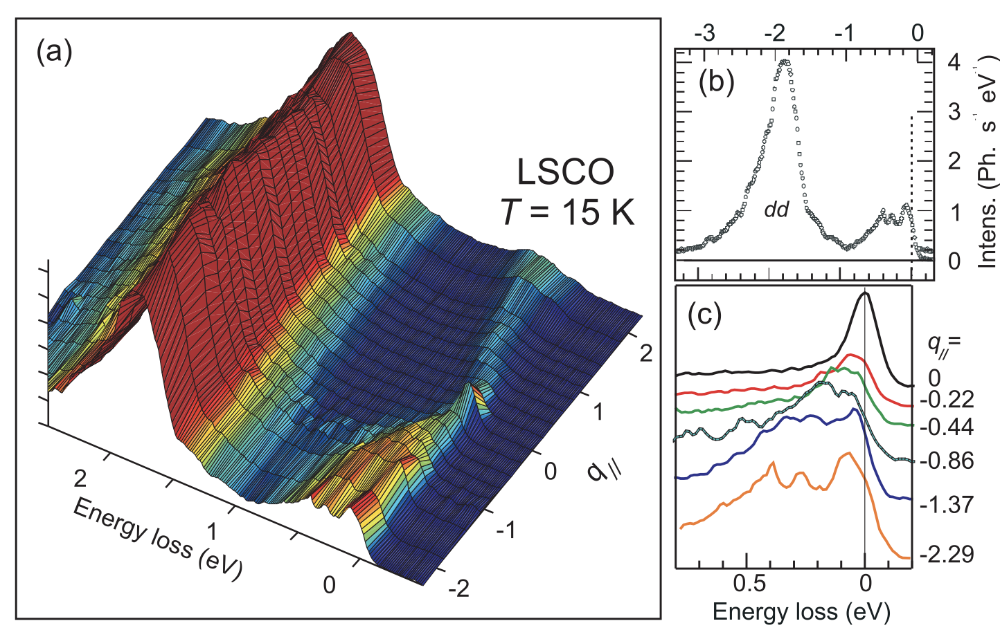 (a)
LSCO
T = 15 K
2
1
0
-1
-2
q//
2
1
0
Energy loss (eV)
-3 -2 -1 0
(b)
dd
4
3
2
1
0
Intens. (Ph. s⁻¹ eV⁻¹)
(c)
q// =
0
-0.22
-0.44
-0.86
-1.37
-2.29
0.5 0
Energy loss (eV)